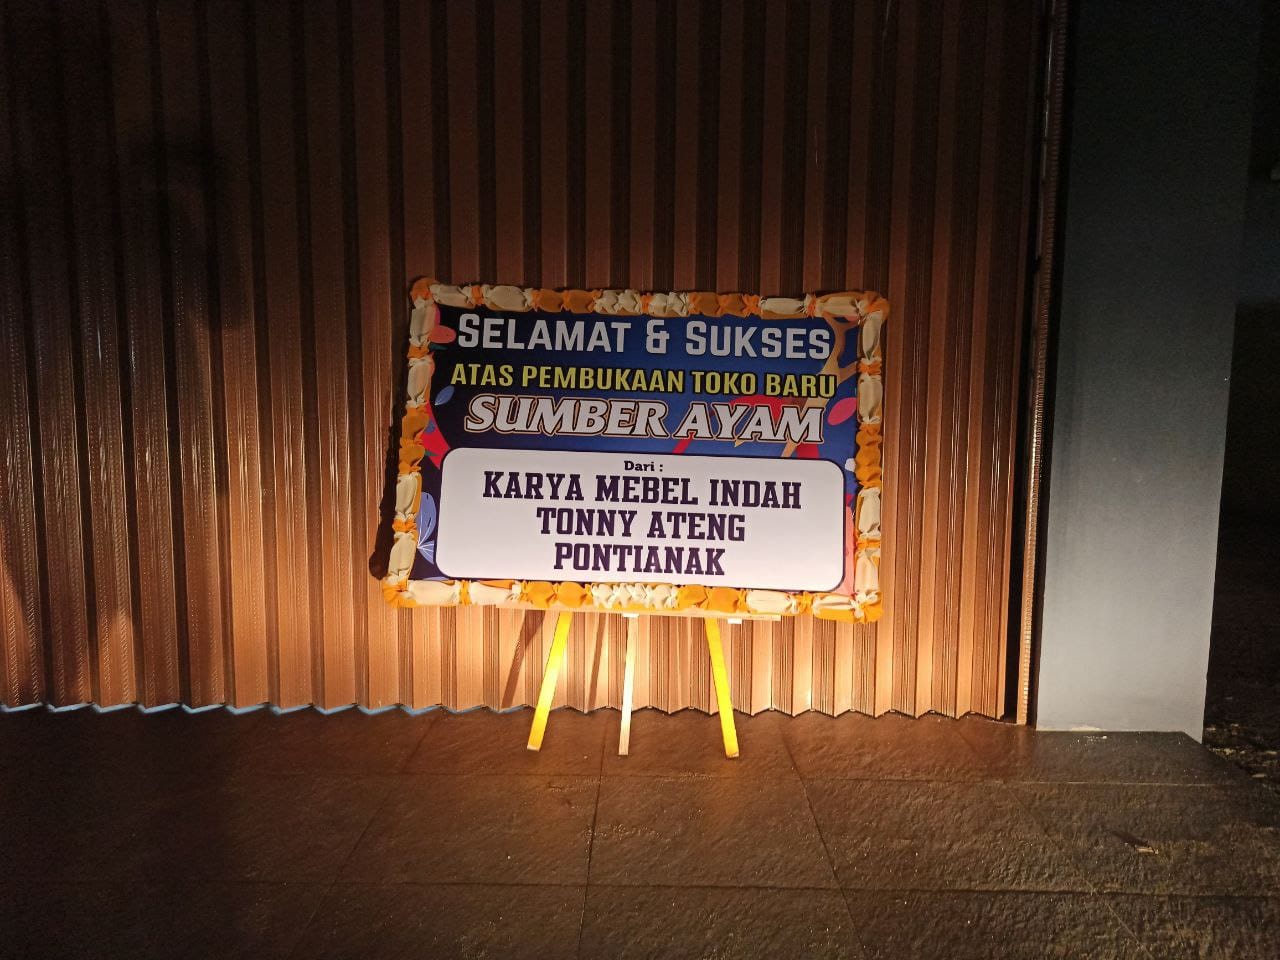 SELAMAT & SUKSES
ATAS PEMBUKAAN TOKO BARU
SUMBER AYAM
Dari :
KARYA MEBEL INDAH
TONNY ATENG
PONTIANAK